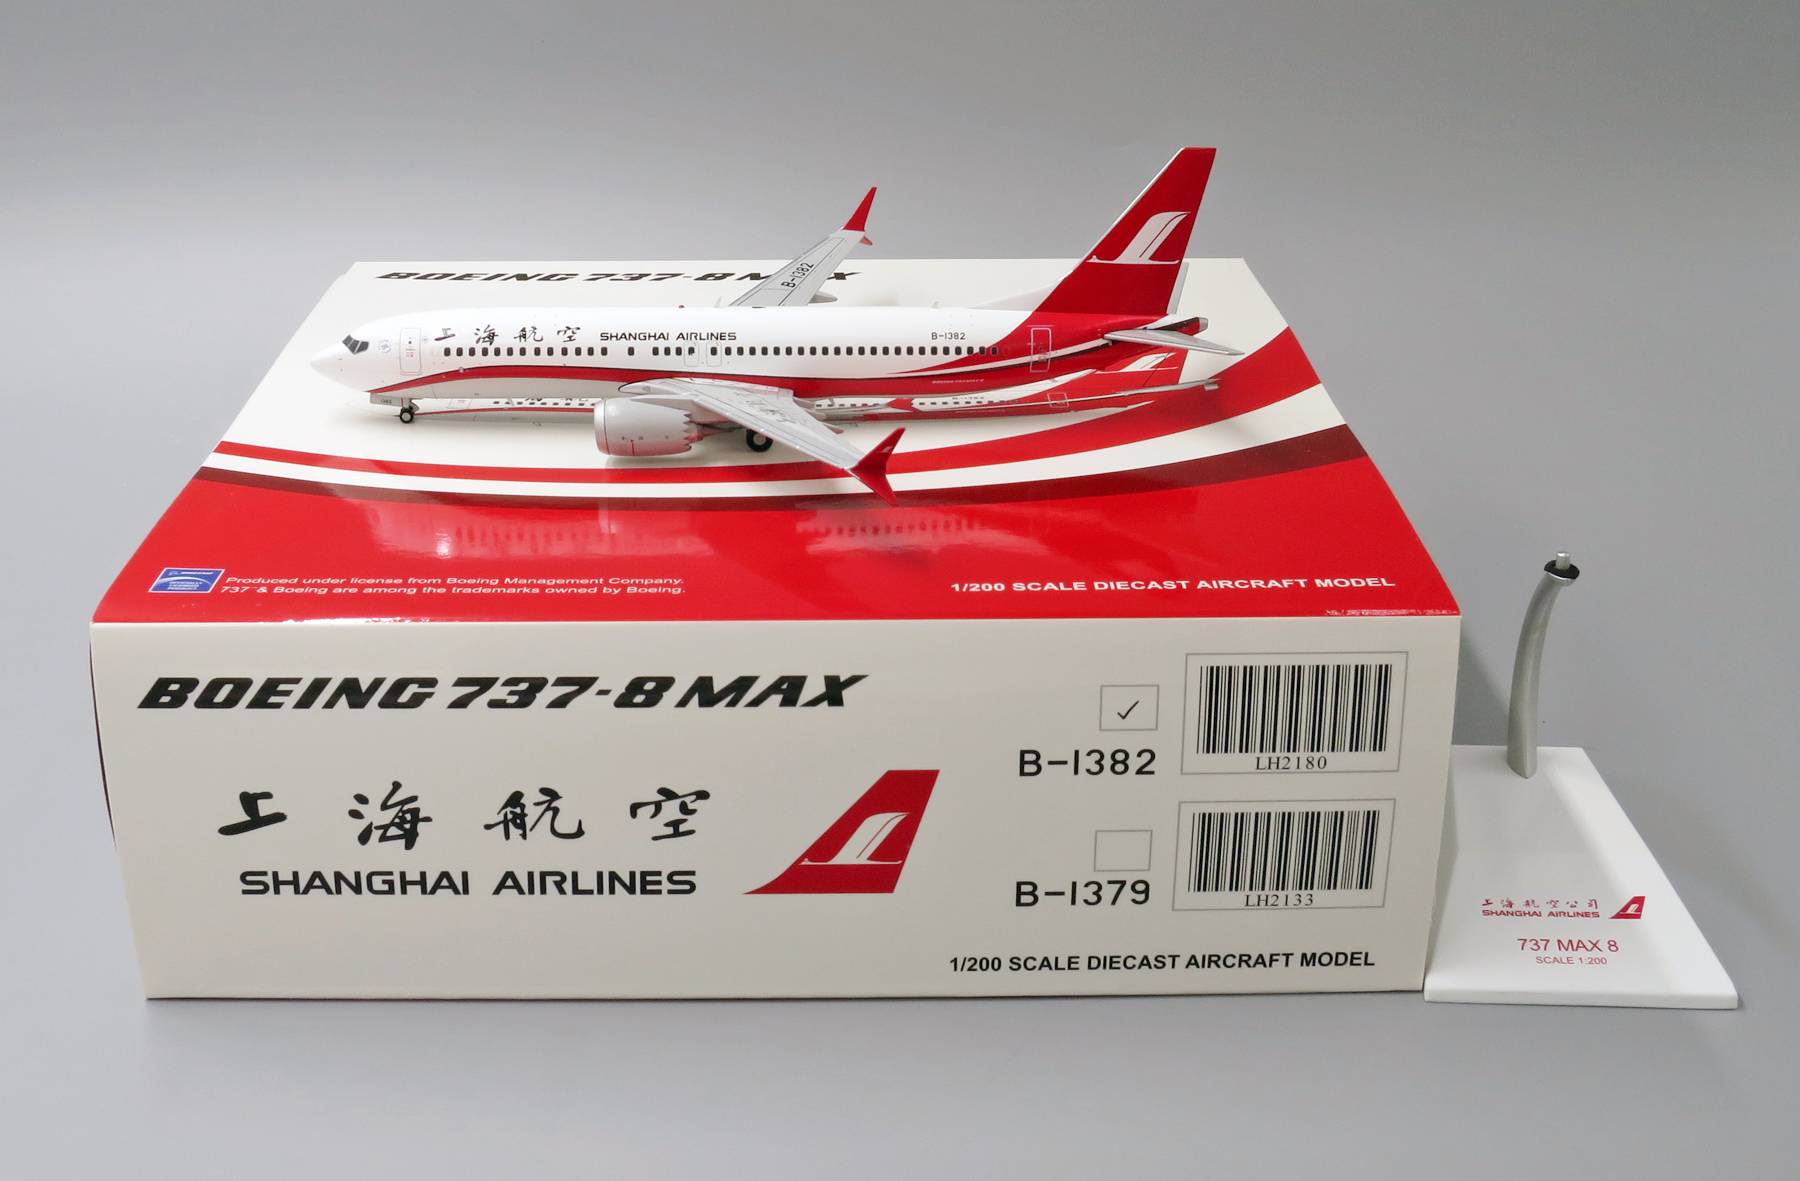 BOEING 737-8 MAX
B-1382
上海航空 SHANGHAI AIRLINES
B-1382
Produced under license from Boeing Management Company.
737 & Boeing are among the trademarks owned by Boeing.
1/200 SCALE DIECAST AIRCRAFT MODEL
BOEING 737-8 MAX
上海航空
SHANGHAI AIRLINES
B-1382
LH2180
B-1379
LH2133
1/200 SCALE DIECAST AIRCRAFT MODEL
上海航空公司
SHANGHAI AIRLINES
737 MAX 8
SCALE 1:200